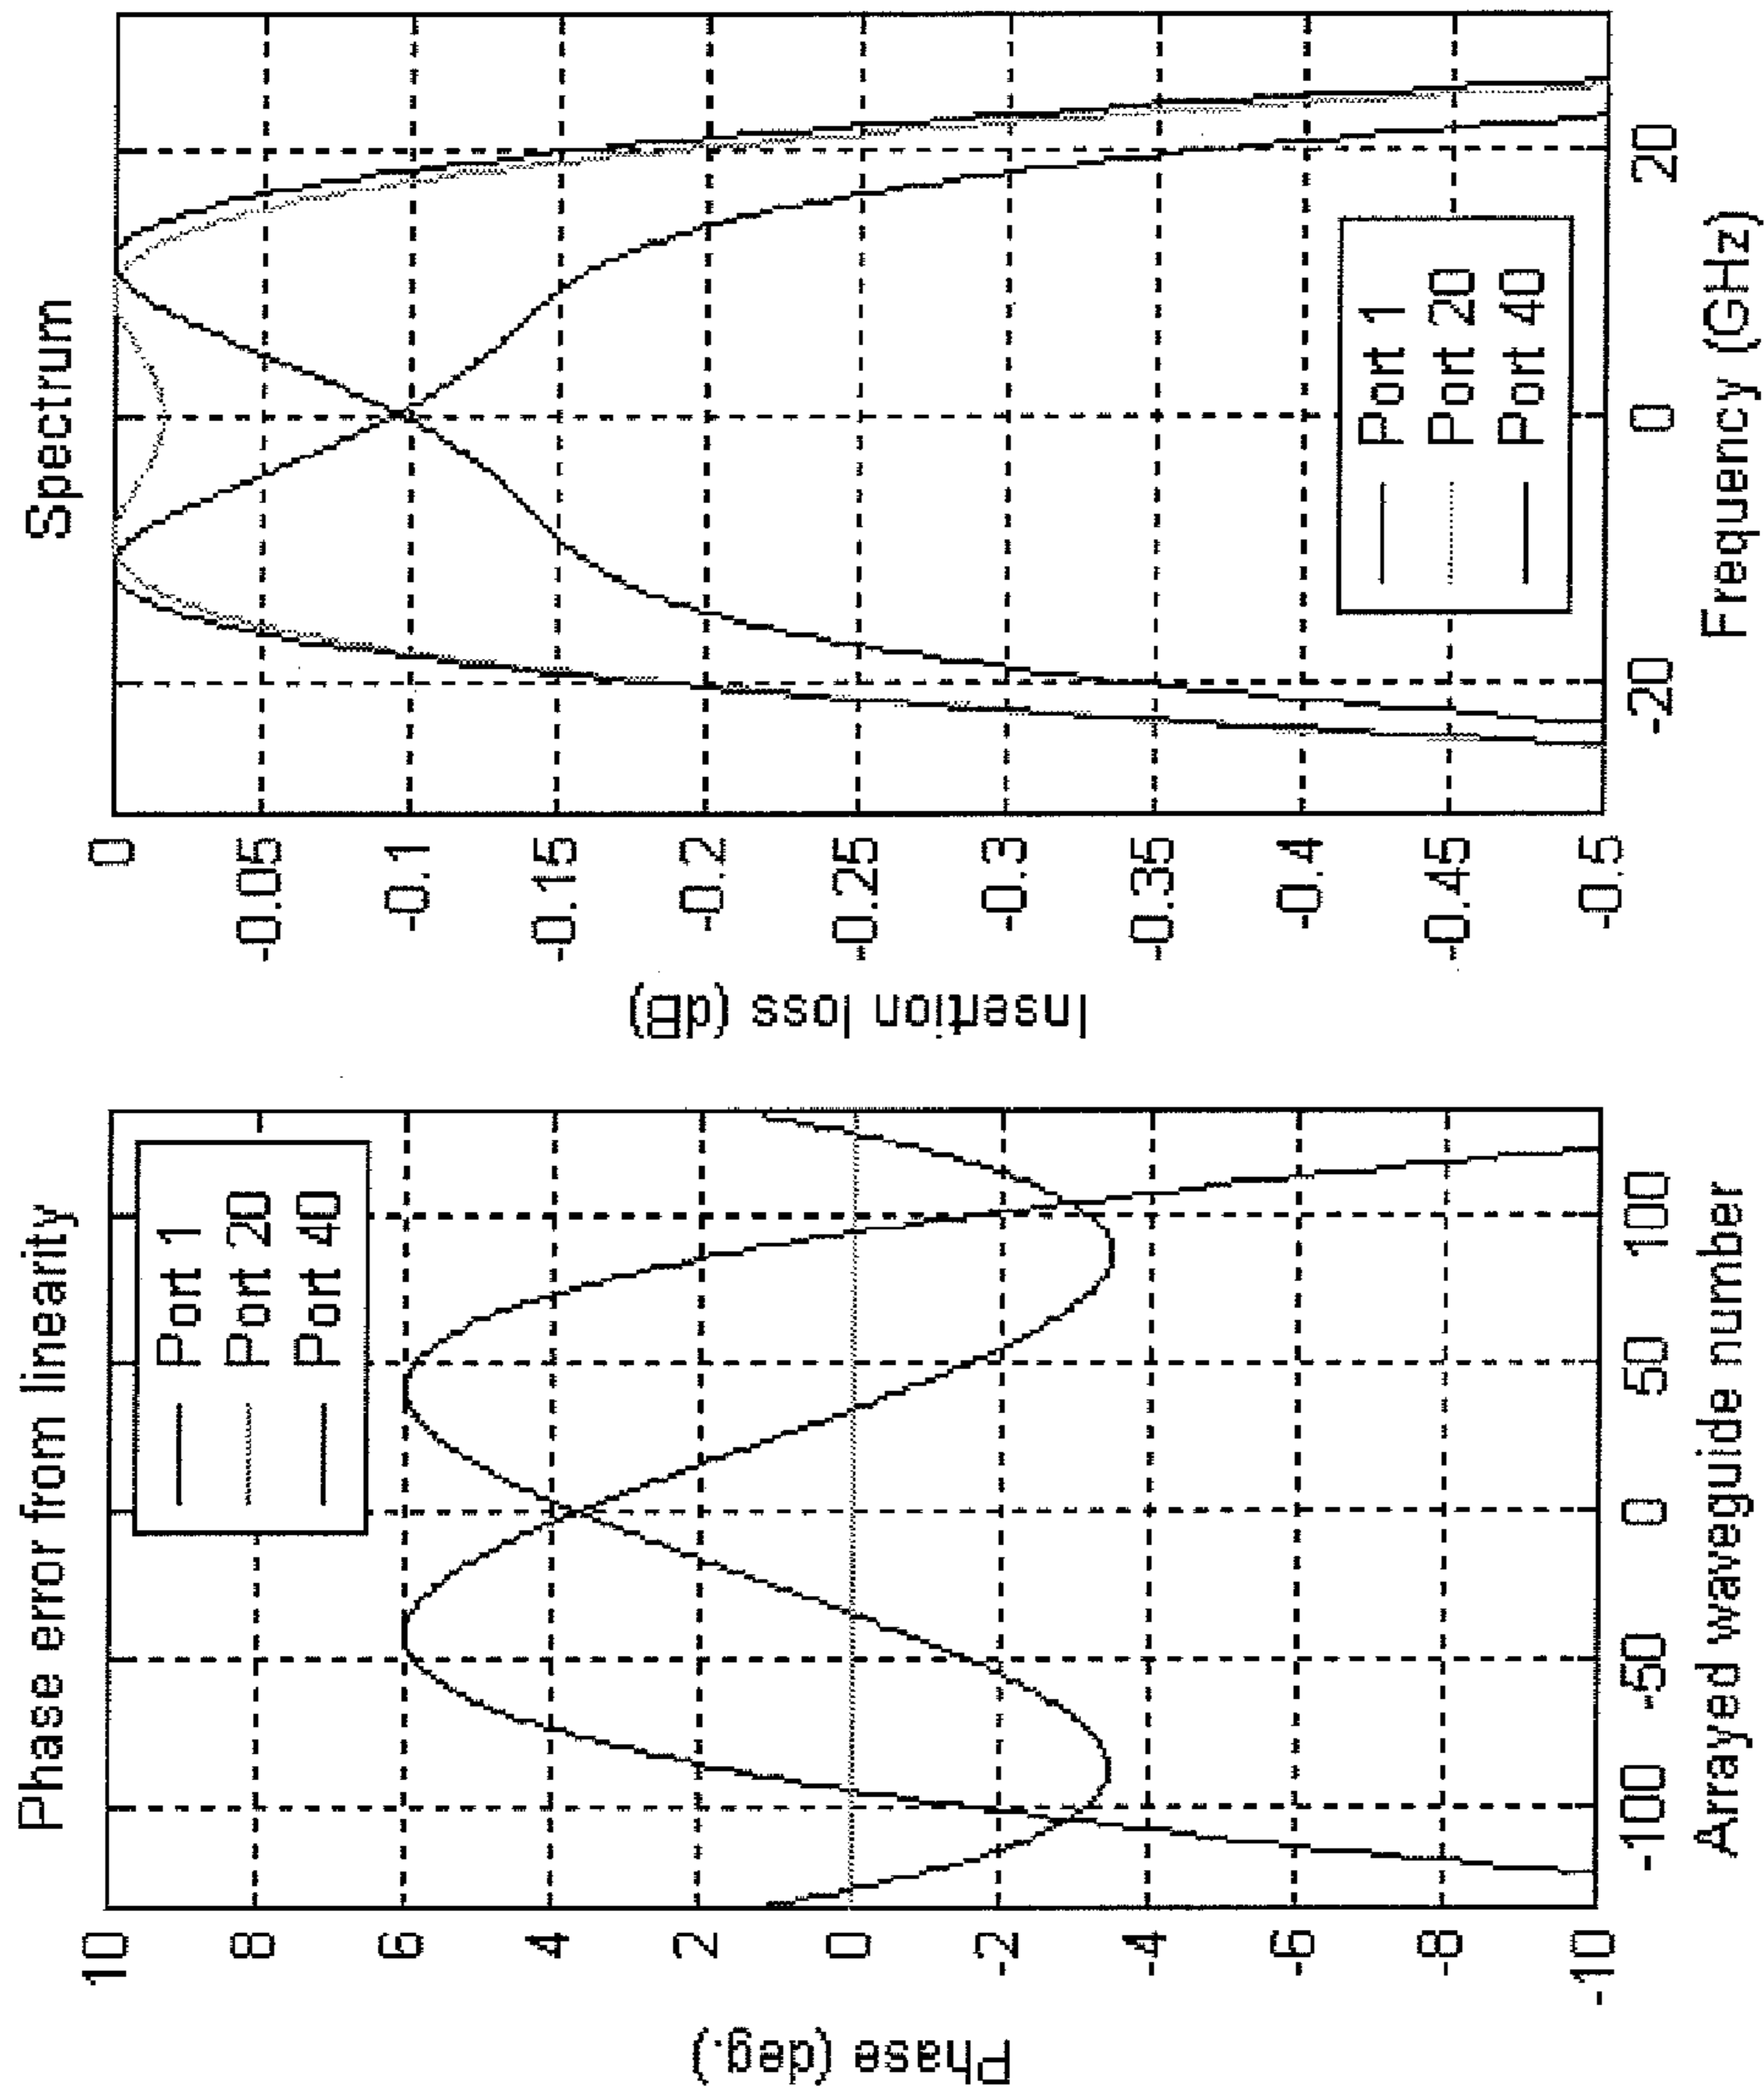 Phase error from linearity
Port 1
Port 20
Port 40
10
8
6
4
2
0
-2
-4
-6
-8
-10
Phase (deg.)
-100
-50
0
50
100
Arrayed waveguide number
Spectrum
0
-0.05
-0.1
-0.15
-0.2
-0.25
-0.3
-0.35
-0.4
-0.45
-0.5
Insertion loss (dB)
Port 1
Port 20
Port 40
-20
0
20
Frequency (GHz)